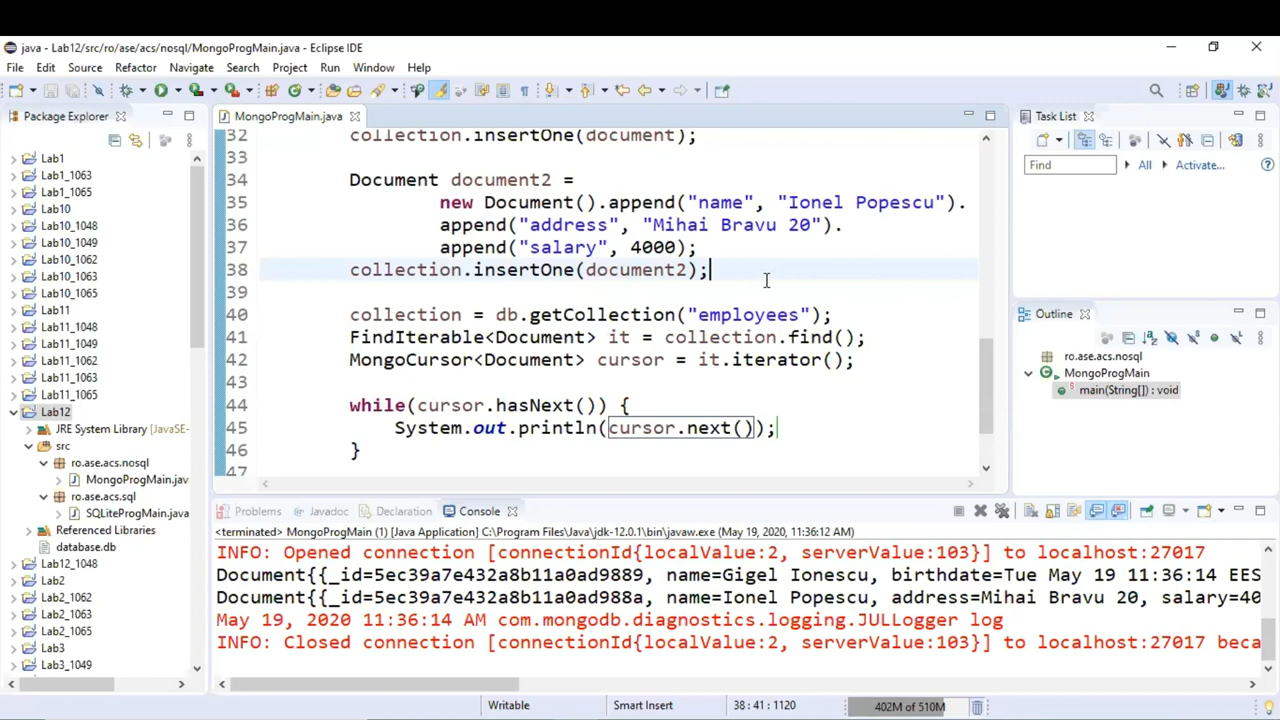 java - Lab12/src/ro/ase/acs/nosql/MongoProgMain.java - Eclipse IDE
File Edit Source Refactor Navigate Search Project Run Window Help
Package Explorer
Lab1
Lab1_1063
Lab1_1065
Lab10
Lab10_1048
Lab10_1049
Lab10_1062
Lab10_1063
Lab10_1065
Lab11
Lab11_1048
Lab11_1049
Lab11_1062
Lab11_1063
Lab11_1065
Lab12
JRE System Library (JavaSE-
src
ro.ase.acs.nosql
MongoProgMain.java
ro.ase.acs.sql
SQLiteProgMain.java
Referenced Libraries
database.db
Lab12_1048
Lab2
Lab2_1062
Lab2_1063
Lab2_1065
Lab3
Lab3_1049
MongoProgMain.java
32 collection.insertOne(document);
33
34 Document document2 =
35 new Document().append("name", "Ionel Popescu").
36 append("address", "Mihai Bravu 20").
37 append("salary", 4000);
38 collection.insertOne(document2);
39
40 collection = db.getCollection("employees");
41 FindIterable<Document> it = collection.find();
42 MongoCursor<Document> cursor = it.iterator();
43
44 while(cursor.hasNext()) {
45 System.out.println(cursor.next());
46 }
47
Task List
Find All Activate...
Outline
ro.ase.acs.nosql
MongoProgMain
main(String[]) : void
Problems Javadoc Declaration Console
<terminated> MongoProgMain (1) [Java Application] C:\Program Files\Java\jdk-12.0.1\bin\javaw.exe (May 19, 2020, 11:36:12 AM)
INFO: Opened connection [connectionId{localValue:2, serverValue:103}] to localhost:27017
Document{{_id=5ec39a7e432a8b11a0ad9889, name=Gigel Ionescu, birthdate=Tue May 19 11:36:14 EES
Document{{_id=5ec39a7e432a8b11a0ad988a, name=Ionel Popescu, address=Mihai Bravu 20, salary=40
May 19, 2020 11:36:14 AM com.mongodb.diagnostics.logging.JULLogger log
INFO: Closed connection [connectionId{localValue:2, serverValue:103}] to localhost:27017 beca
Writable Smart Insert 38 : 41 : 1120 402M of 510M